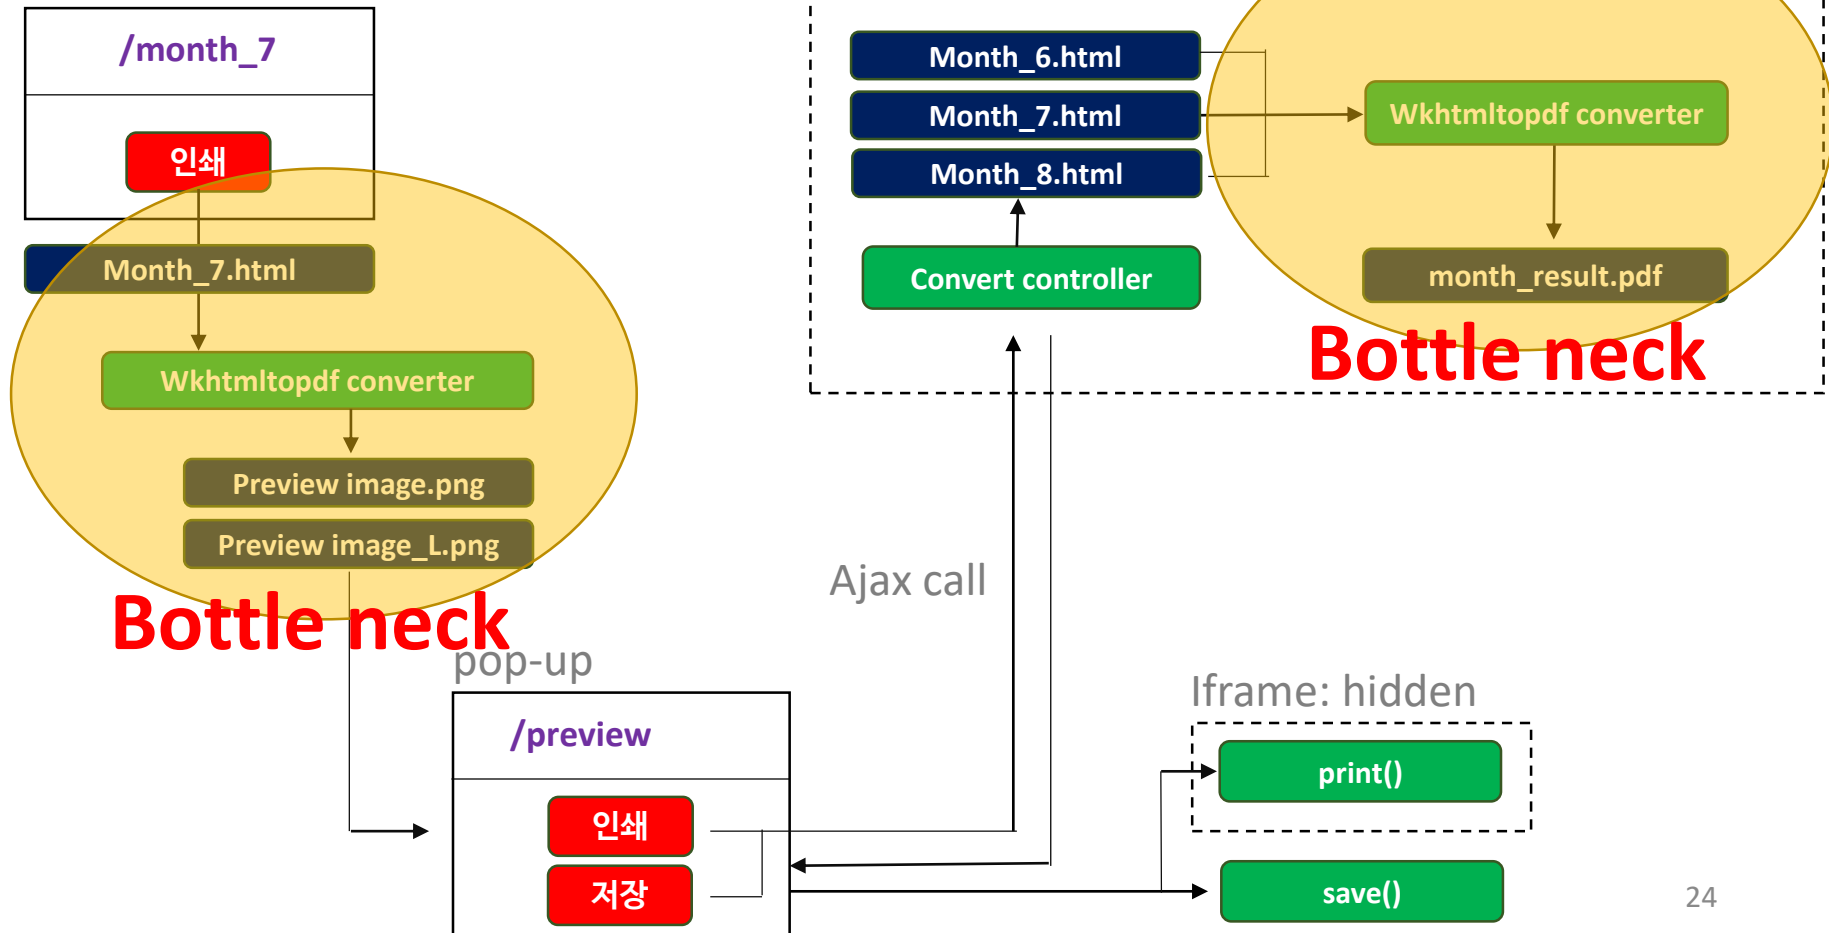 /month_7
인쇄
Month_7.html
Wkhtmltopdf converter
Preview image.png
Preview image_L.png
Bottle neck
Month_6.html
Month_7.html
Month_8.html
Convert controller
Wkhtmltopdf converter
month_result.pdf
Bottle neck
Ajax call
pop-up
/preview
인쇄
저장
Iframe: hidden
print()
save()
24